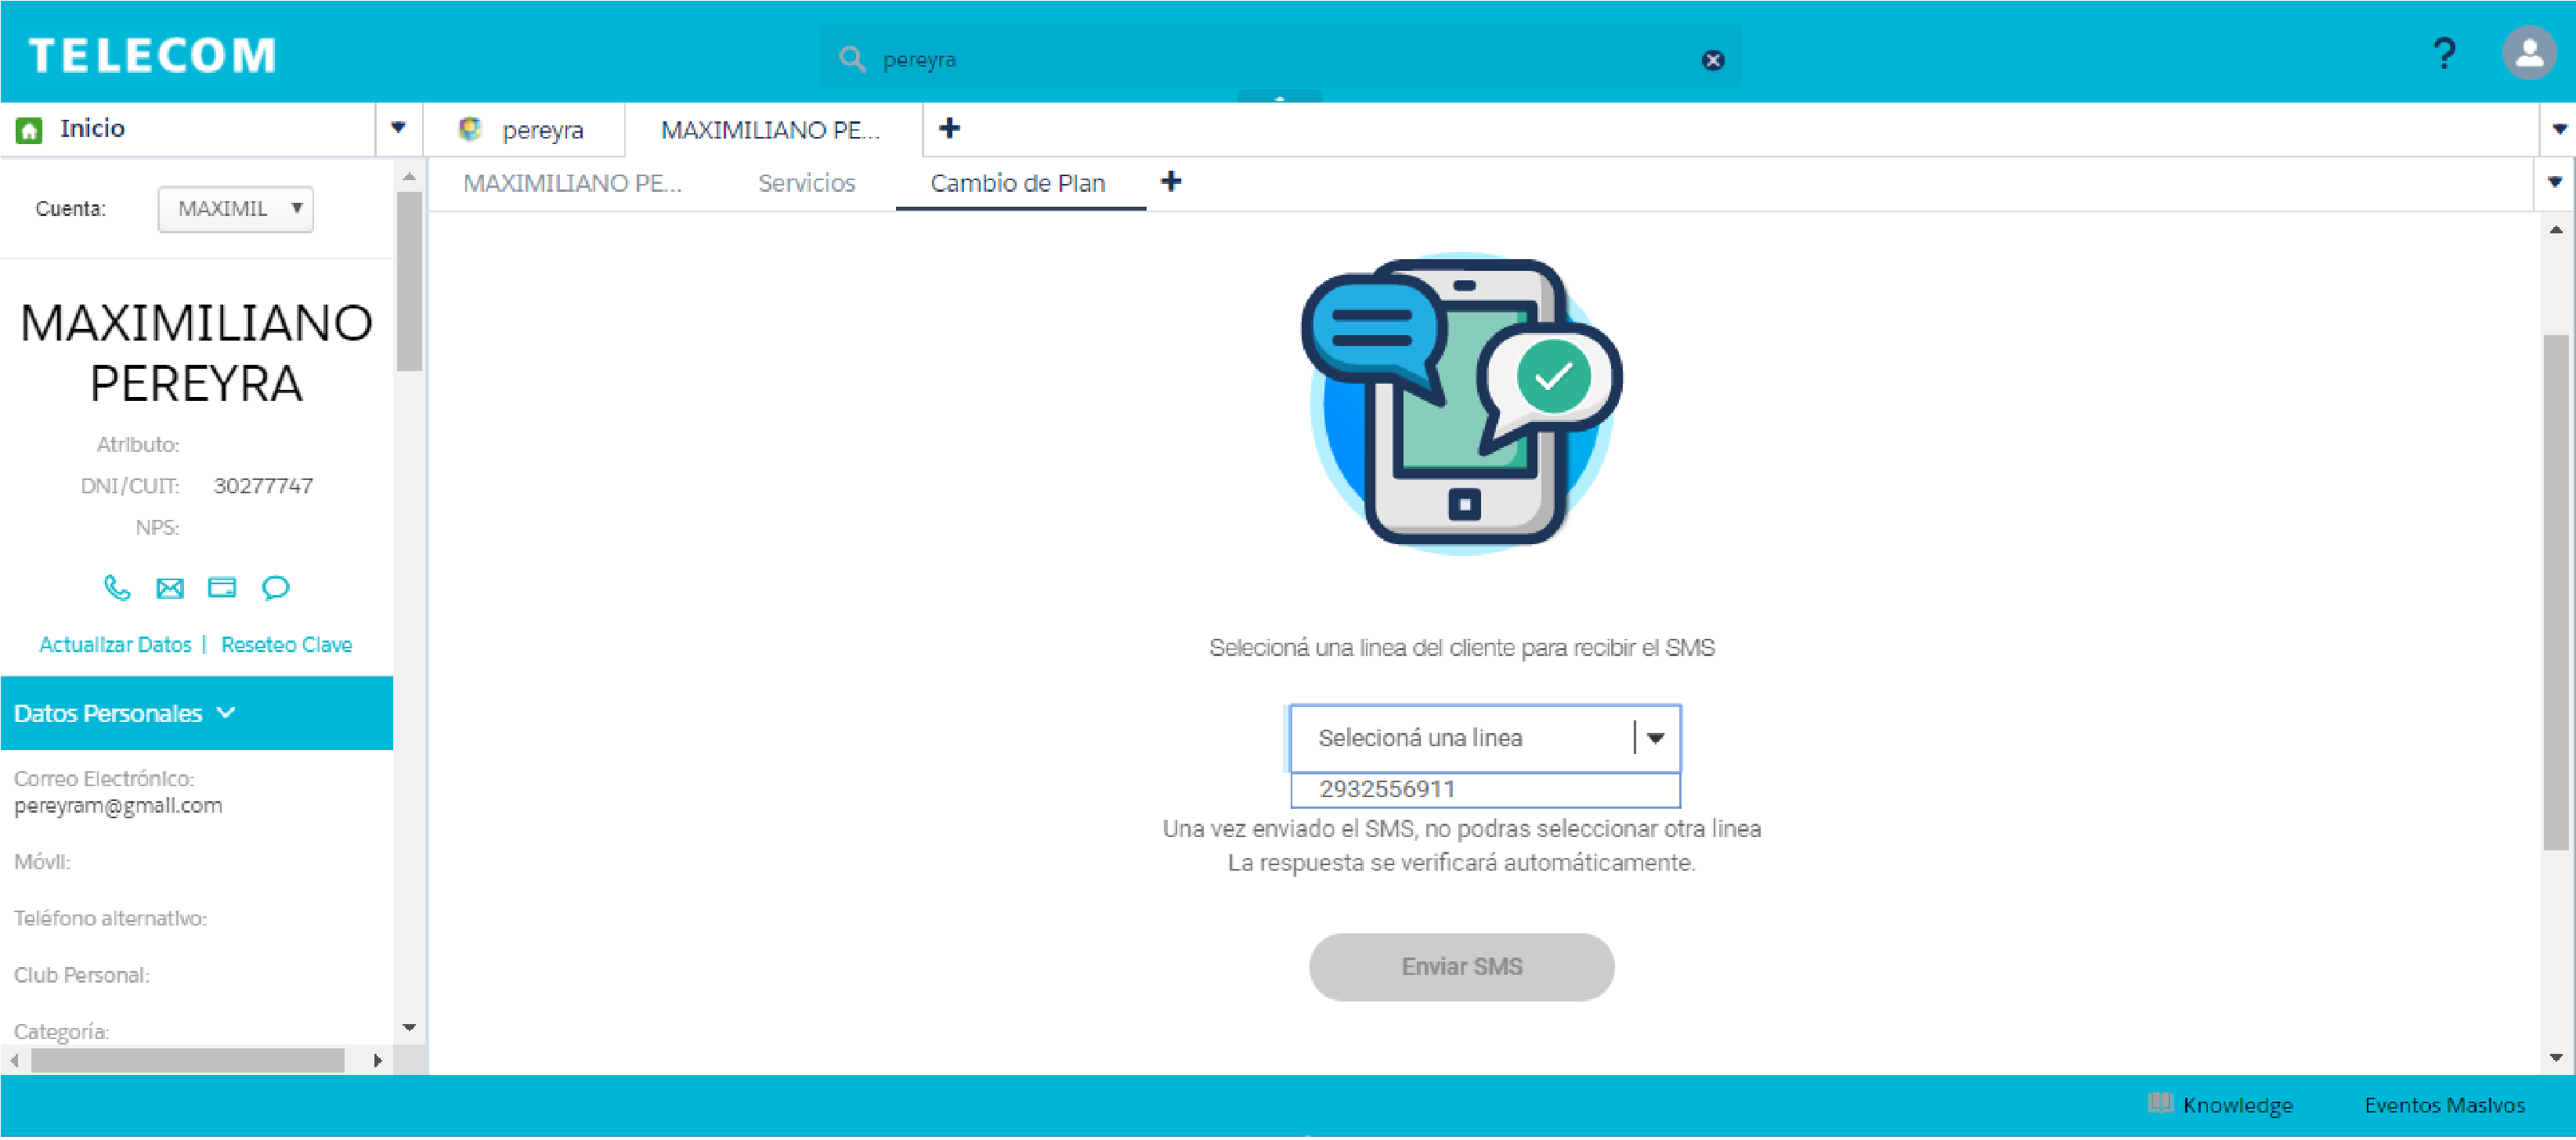 TELECOM
pereyra
?
Inicio
pereyra
MAXIMILIANO PE...
MAXIMILIANO PE...
Servicios
Cambio de Plan
Cuenta:
MAXIMIL
MAXIMILIANO
PEREYRA
Atributo:
DNI/CUIT: 30277747
NPS:
Actualizar Datos | Reseteo Clave
Datos Personales
Correo Electrónico:
pereyram@gmail.com
Móvil:
Teléfono alternativo:
Club Personal:
Categoría:
Selecioná una linea del cliente para recibir el SMS
Selecioná una linea
2932556911
Una vez enviado el SMS, no podras seleccionar otra linea
La respuesta se verificará automáticamente.
Enviar SMS
Knowledge
Eventos Masivos